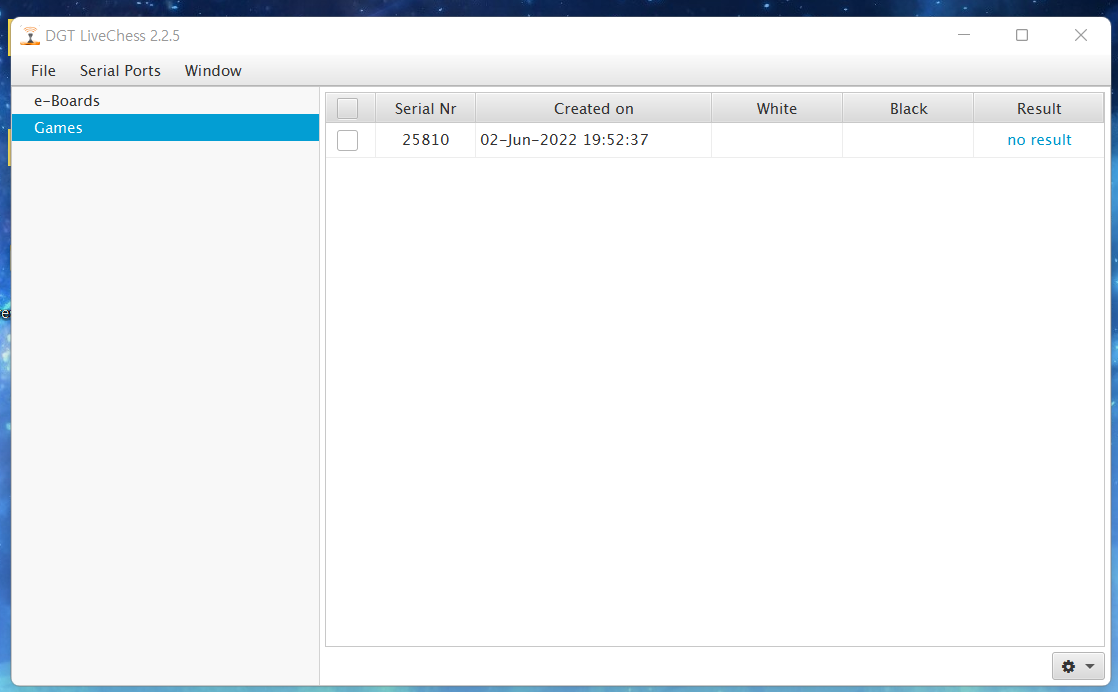 DGT LiveChess 2.2.5
File Serial Ports Window
e-Boards
Games
Serial Nr Created on White Black Result
25810 02-Jun-2022 19:52:37 no result